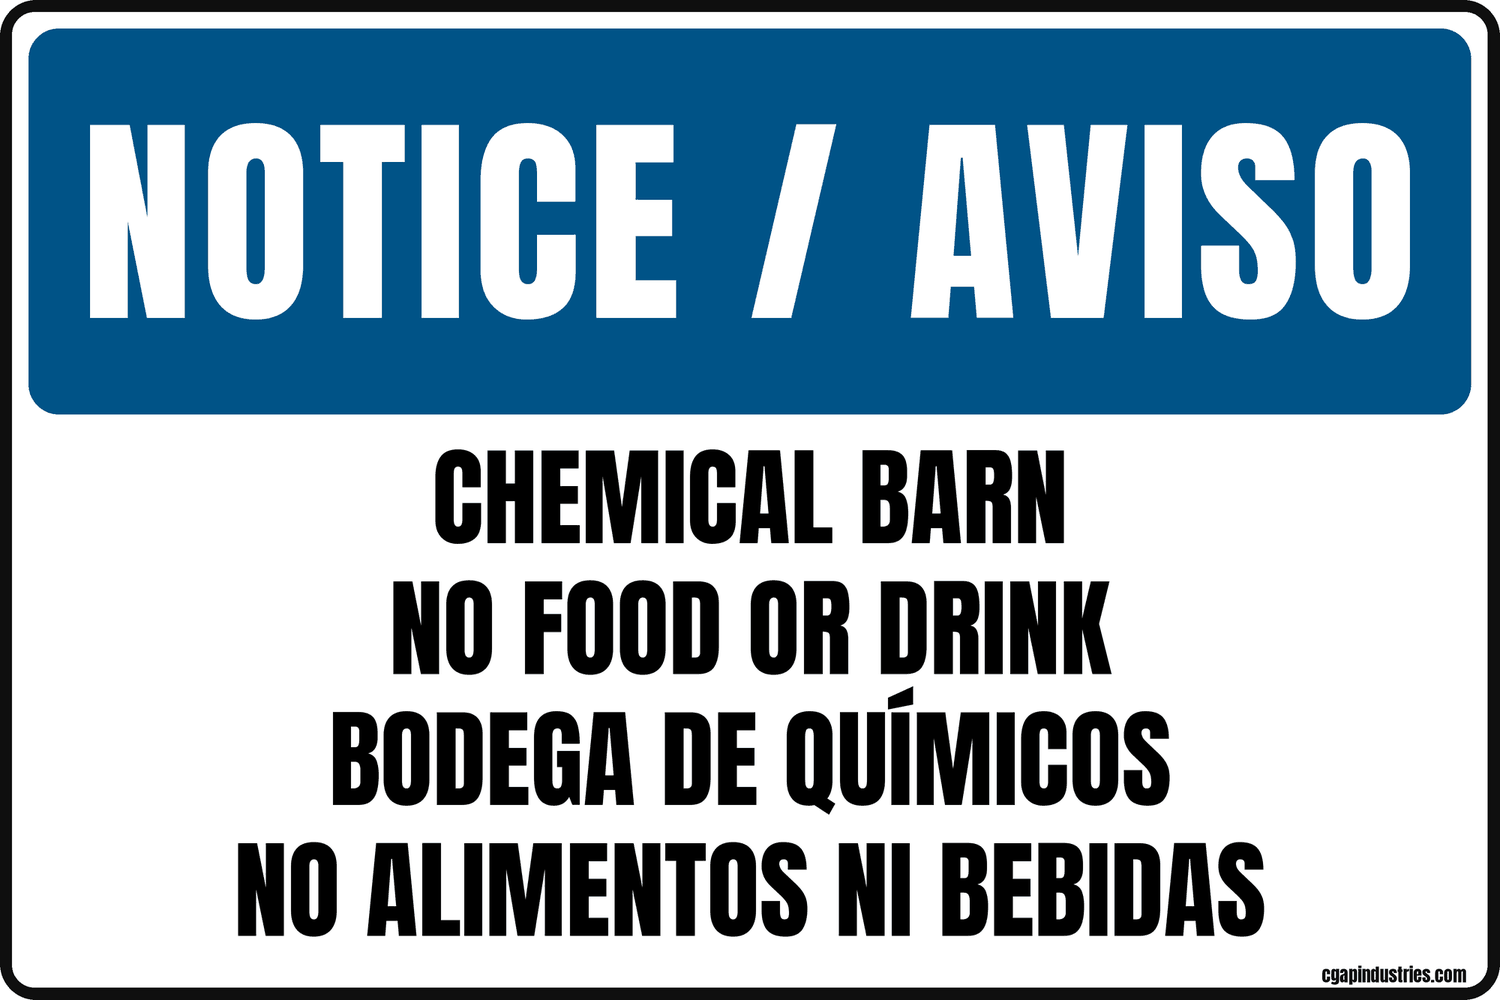 NOTICE / AVISO
CHEMICAL BARN
NO FOOD OR DRINK
BODEGA DE QUÍMICOS
NO ALIMENTOS NI BEBIDAS
cgapindustries.com